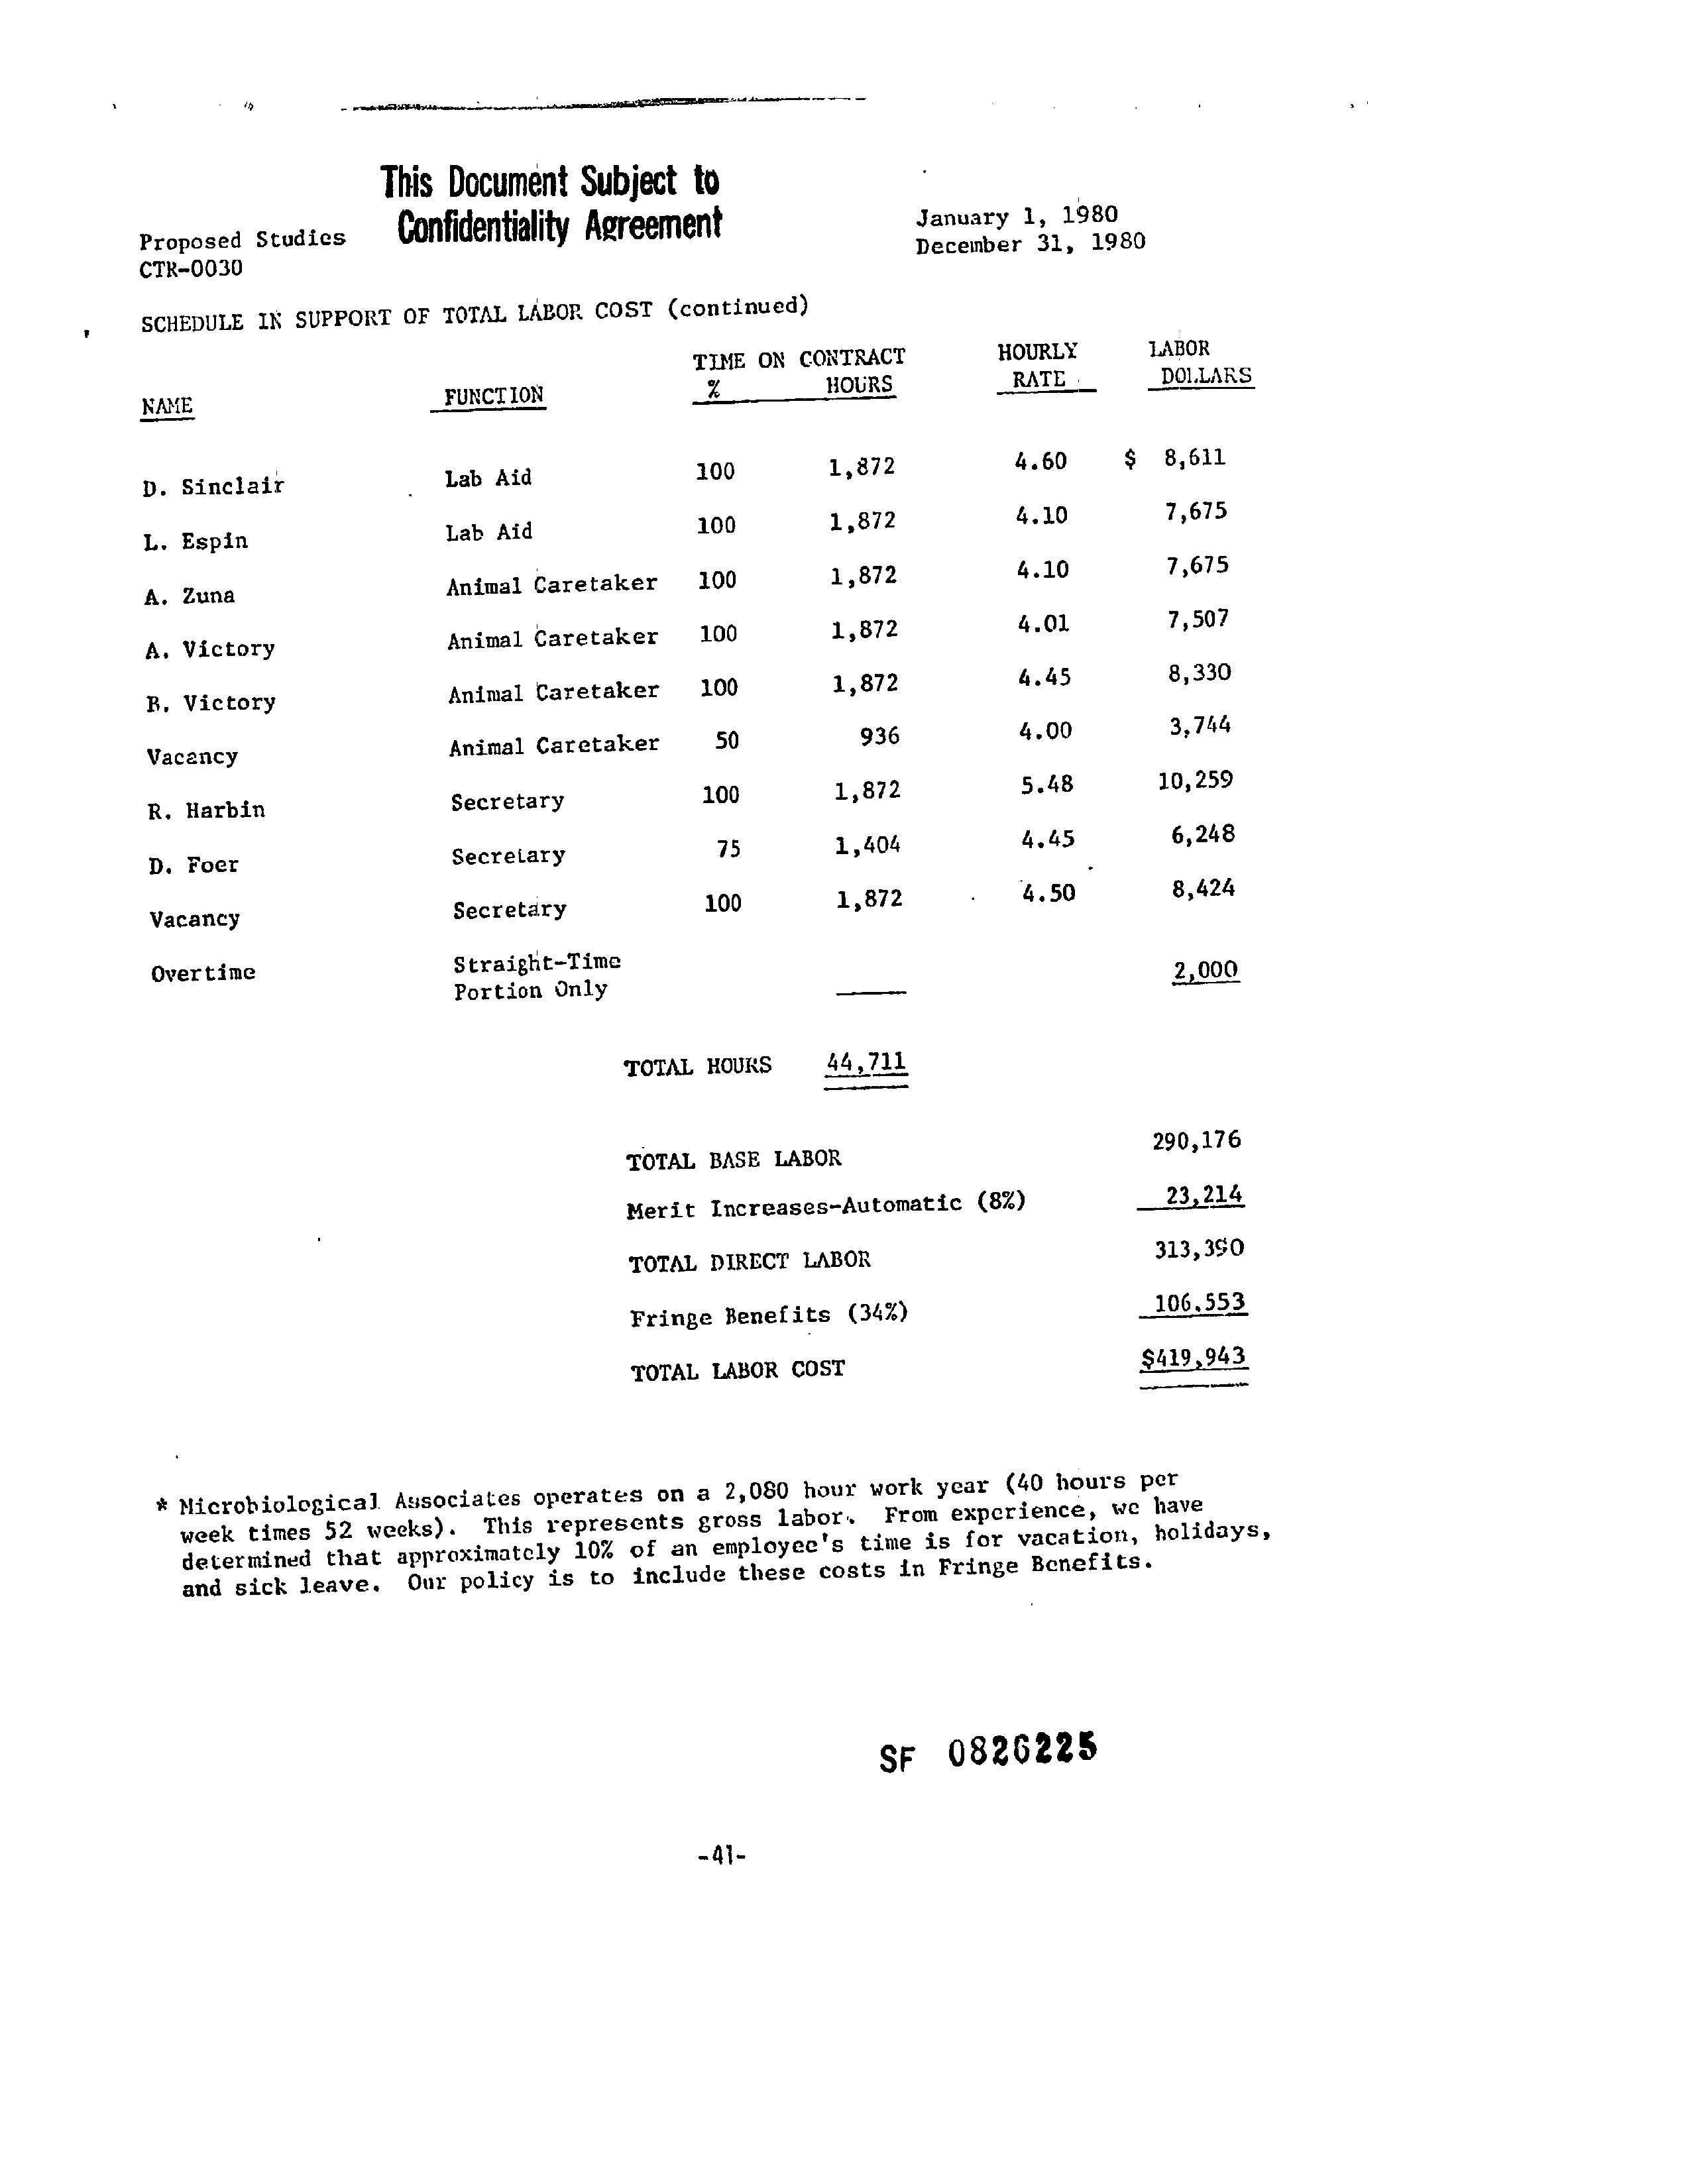 This Document Subject to
Confidentiality Agreement
January 1, 1980
Proposed Studies
December 31, 1980
CTR-0030
SCHEDULE IN SUPPORT OF TOTAL LABOR COST (continued)
TIME ON CONTRACT HOURLY LABOR
NAME FUNCTION % HOURS RATE DOLLARS
D. Sinclair Lab Aid 100 1,872 4.60 $ 8,611
L. Espin Lab Aid 100 1,872 4.10 7,675
A. Zuna Animal Caretaker 100 1,872 4.10 7,675
A. Victory Animal Caretaker 100 1,872 4.01 7,507
B. Victory Animal Caretaker 100 1,872 4.45 8,330
Vacancy Animal Caretaker 50 936 4.00 3,744
R. Harbin Secretary 100 1,872 5.48 10,259
D. Foer Secretary 75 1,404 4.45 6,248
Vacancy Secretary 100 1,872 4.50 8,424
Overtime Straight-Time 2,000
Portion Only
TOTAL HOURS 44,711
TOTAL BASE LABOR 290,176
Merit Increases-Automatic (8%) 23,214
TOTAL DIRECT LABOR 313,390
Fringe Benefits (34%) 106.553
TOTAL LABOR COST $419,943
* Microbiological Associates operates on a 2,080 hour work year (40 hours per
week times 52 weeks). This represents gross labor. From experience, we have
determined that approximately 10% of an employee's time is for vacation, holidays,
and sick leave. Our policy is to include these costs in Fringe Benefits.
SF 0826225
-41-